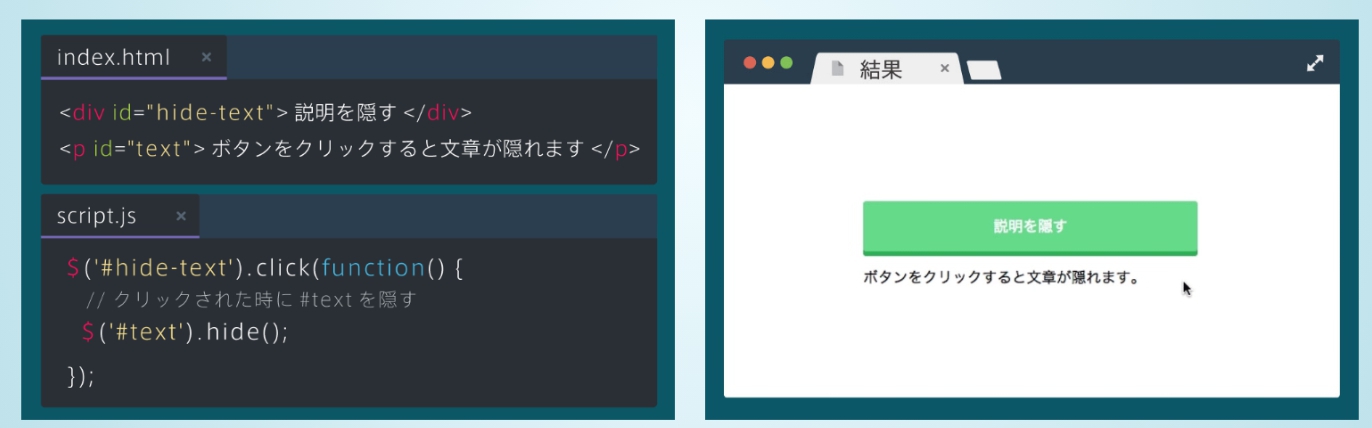 index.html ×
<div id="hide-text"> 説明を隠す </div>
<p id="text"> ボタンをクリックすると文章が隠れます </p>
script.js ×
$('#hide-text').click(function() {
// クリックされた時に #text を隠す
$('#text').hide();
});
結果 ×
説明を隠す
ボタンをクリックすると文章が隠れます。